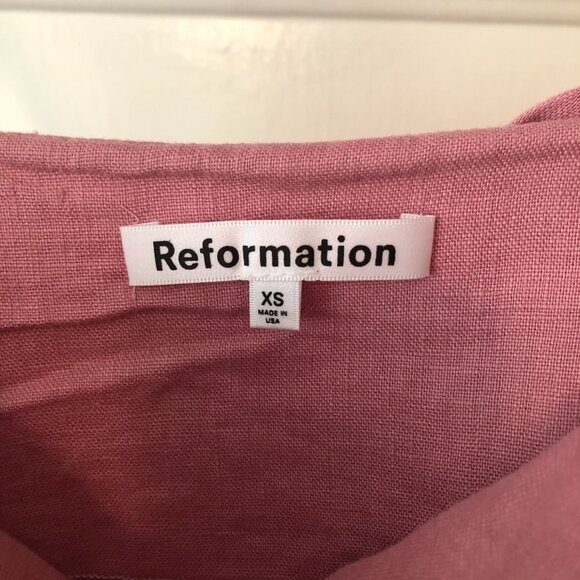 Reformation
XS
MADE IN
USA